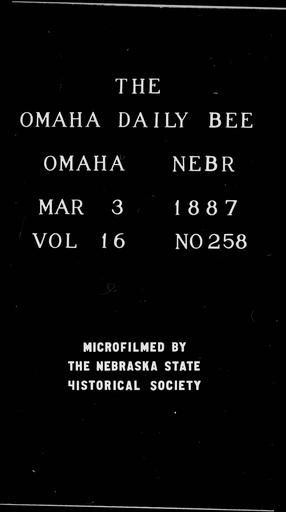 THE
OMAHA DAILY BEE
OMAHA NEBR
MAR 3 1887
VOL 16 NO 258
MICROFILMED BY
THE NEBRASKA STATE
HISTORICAL SOCIETY